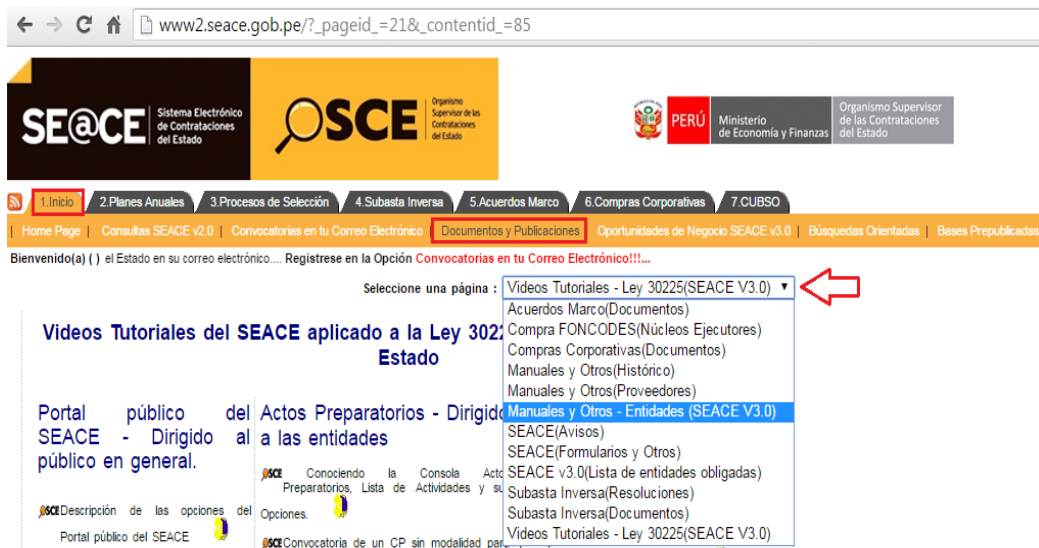 www2.seace.gob.pe/?_pageid_=21&_contentid_=85
SE@CE Sistema Electrónico de Contrataciones del Estado
OSCE Organismo Supervisor de las Contrataciones del Estado
PERÚ Ministerio de Economía y Finanzas Organismo Supervisor de las Contrataciones del Estado
1.Inicio 2.Planes Anuales 3.Procesos de Selección 4.Subasta Inversa 5.Acuerdos Marco 6.Compras Corporativas 7.CUBSO
| Home Page | Consultas SEACE v2.0 | Convocatorias en tu Correo Electrónico | Documentos y Publicaciones Oportunidades de Negocio SEACE v3.0 | Búsquedas Orientadas | Bases Prepublicadas
Bienvenido(a) ( ) el Estado en su correo electrónico.... Registrese en la Opción Convocatorias en tu Correo Electrónico!!!...
Seleccione una página : Videos Tutoriales - Ley 30225(SEACE V3.0)
Acuerdos Marco(Documentos)
Compra FONCODES(Núcleos Ejecutores)
Compras Corporativas(Documentos)
Manuales y Otros(Histórico)
Manuales y Otros(Proveedores)
Manuales y Otros - Entidades (SEACE V3.0)
SEACE(Avisos)
SEACE(Formularios y Otros)
SEACE v3.0(Lista de entidades obligadas)
Subasta Inversa(Resoluciones)
Subasta Inversa(Documentos)
Videos Tutoriales - Ley 30225(SEACE V3.0)
Videos Tutoriales del SEACE aplicado a la Ley 302
Estado
Portal público del
SEACE - Dirigido al
público en general.
OSCE Descripción de las opciones del
Portal público del SEACE
Actos Preparatorios - Dirigido
a las entidades
OSCE Conociendo la Consola Acto
Preparatorios, Lista de Actividades y su
Opciones.
OSCE Convocatoria de un CP sin modalidad para